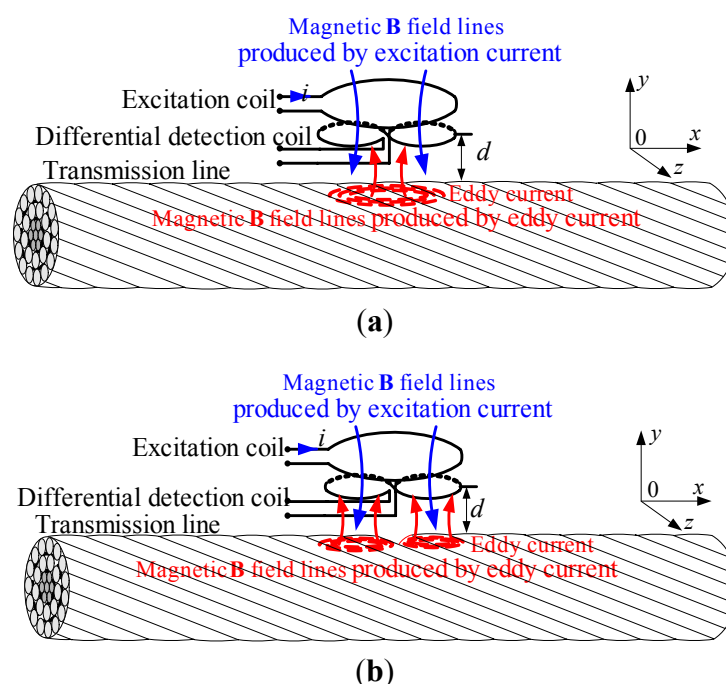 Magnetic B field lines
produced by excitation current
Excitation coil
i
Differential detection coil
Transmission line
d
y
0
x
z
Eddy current
Magnetic B field lines produced by eddy current
(a)
Magnetic B field lines
produced by excitation current
Excitation coil
i
Differential detection coil
Transmission line
d
y
0
x
z
Eddy current
Magnetic B field lines produced by eddy current
(b)